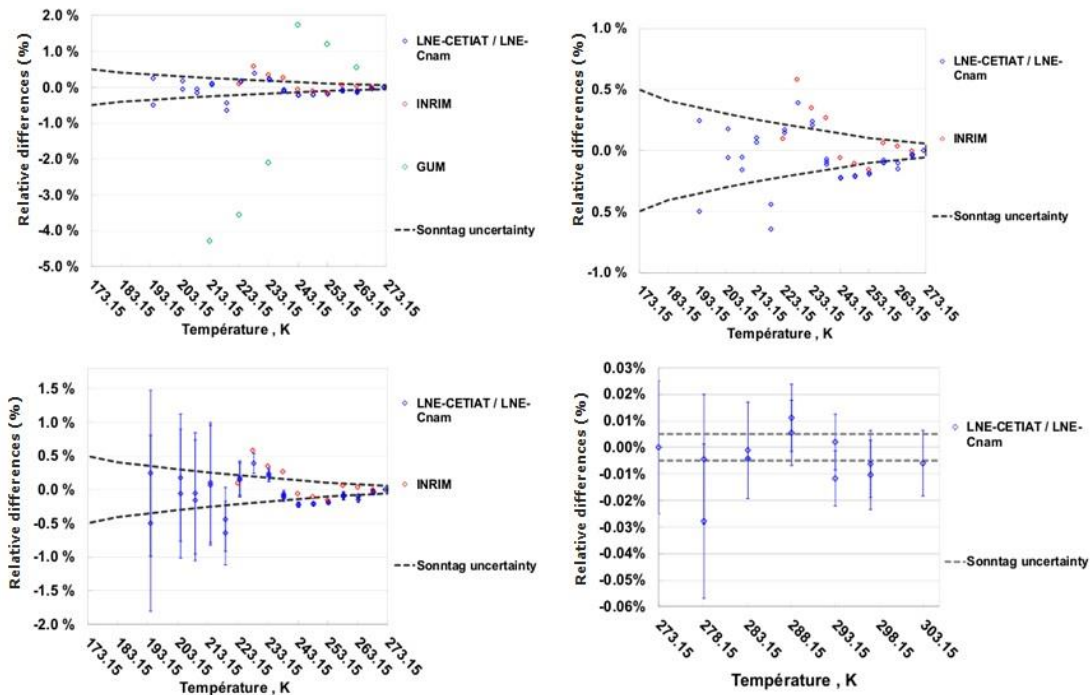 2.0 %
1.0 %
0.0 %
-1.0 %
-2.0 %
-3.0 %
-4.0 %
-5.0 %
Relative differences (%)
173.15
183.15
193.15
203.15
213.15
223.15
233.15
243.15
253.15
263.15
273.15
Température , K
LNE-CETIAT / LNE-
Cnam
INRIM
GUM
Sonntag uncertainty
1.0 %
0.5 %
0.0 %
0.5 %
-1.0 %
Relative differences (%)
173.15
183.15
193.15
203.15
213.15
223.15
233.15
243.15
253.15
263.15
273.15
Température , K
LNE-CETIAT / LNE-
Cnam
INRIM
Sonntag uncertainty
1.5 %
1.0 %
0.5 %
0.0 %
-0.5 %
-1.0 %
-1.5 %
-2.0 %
Relative differences (%)
173.15
183.15
193.15
203.15
213.15
223.15
233.15
243.15
253.15
263.15
273.15
Température , K
LNE-CETIAT / LNE-
Cnam
INRIM
Sonntag uncertainty
0.03%
0.02%
0.01%
0.00%
-0.01%
-0.02%
-0.03%
-0.04%
-0.05%
-0.06%
Relative differences (%)
273.15
278.15
283.15
288.15
293.15
298.15
303.15
Température , K
LNE-CETIAT / LNE-
Cnam
Sonntag uncertainty